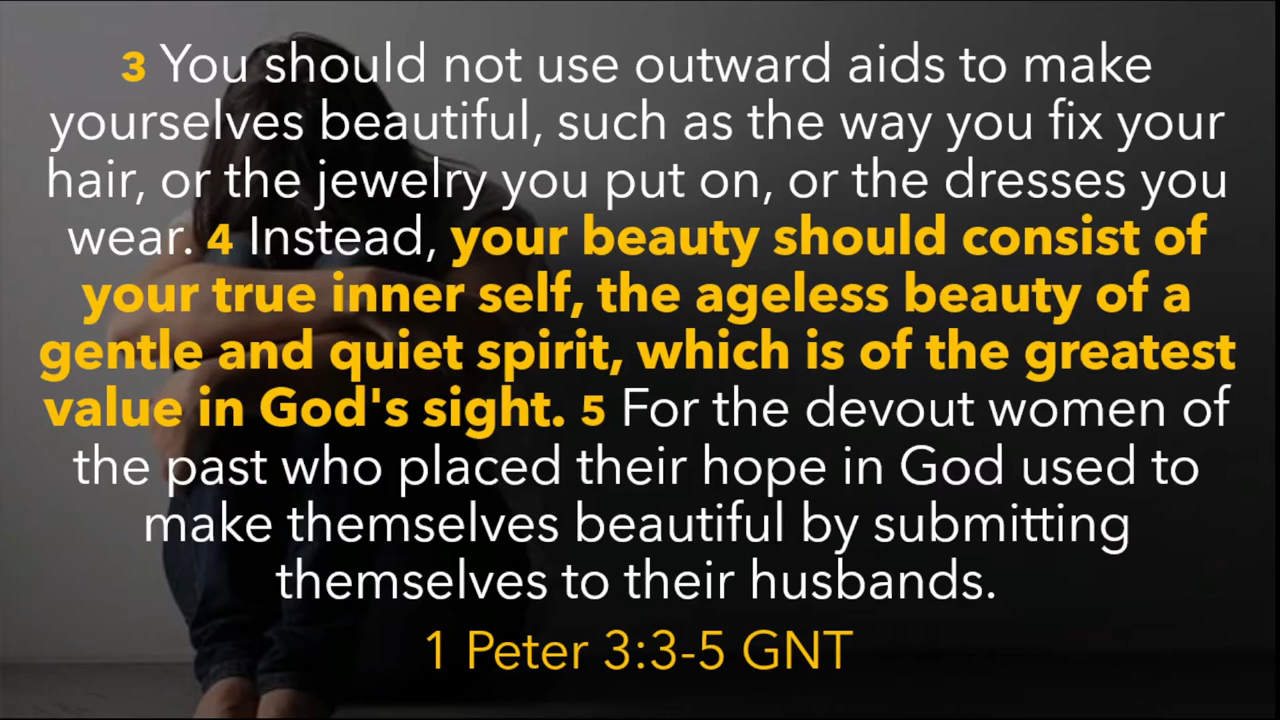 3 You should not use outward aids to make
yourselves beautiful, such as the way you fix your
hair, or the jewelry you put on, or the dresses you
wear. 4 Instead, your beauty should consist of
your true inner self, the ageless beauty of a
gentle and quiet spirit, which is of the greatest
value in God's sight. 5 For the devout women of
the past who placed their hope in God used to
make themselves beautiful by submitting
themselves to their husbands.
1 Peter 3:3-5 GNT